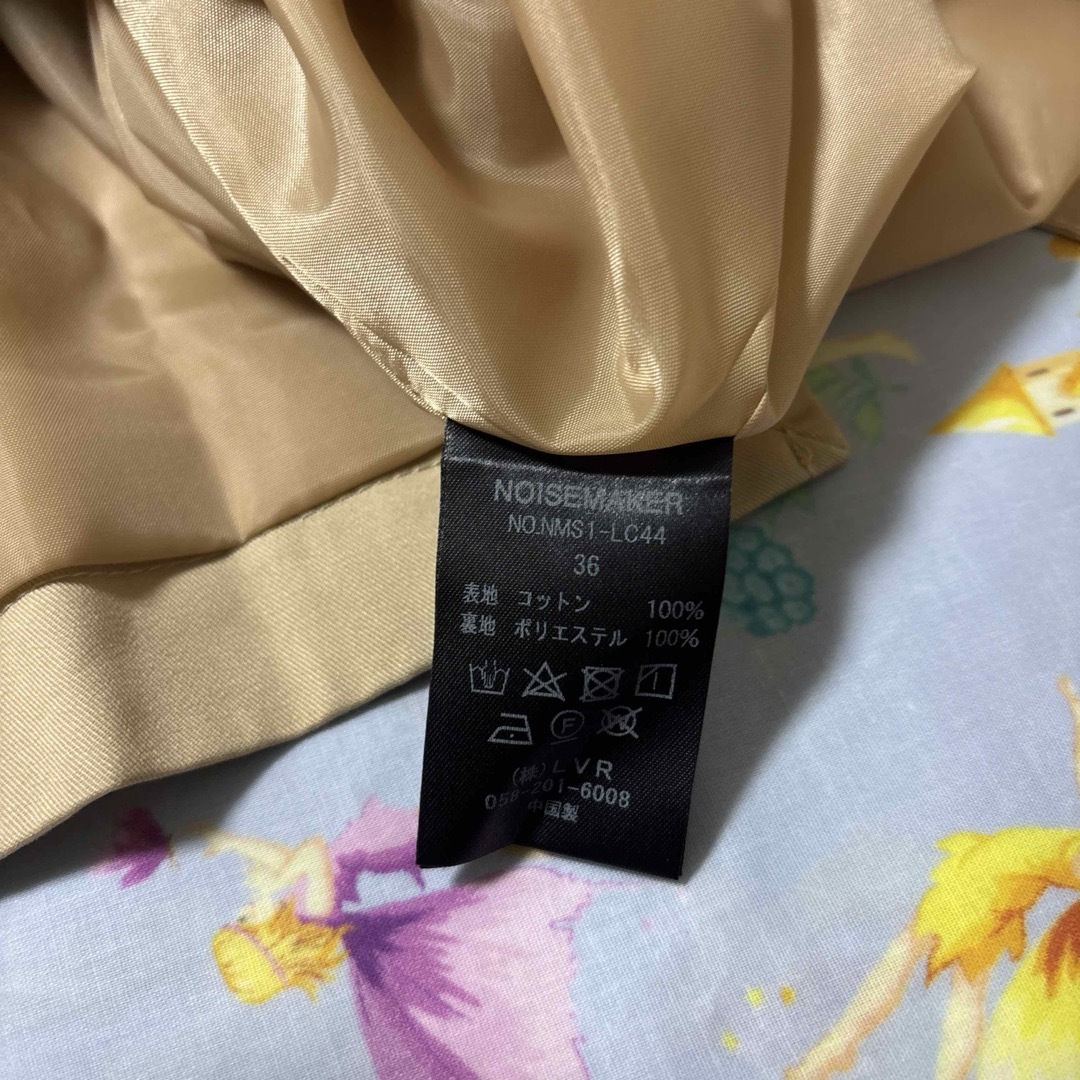 NOISEMAKER
NO.NMS1-LC44
36
表地 コットン 100%
裏地 ポリエステル 100%
F
W
(株)LVR
058-201-6008
中国製